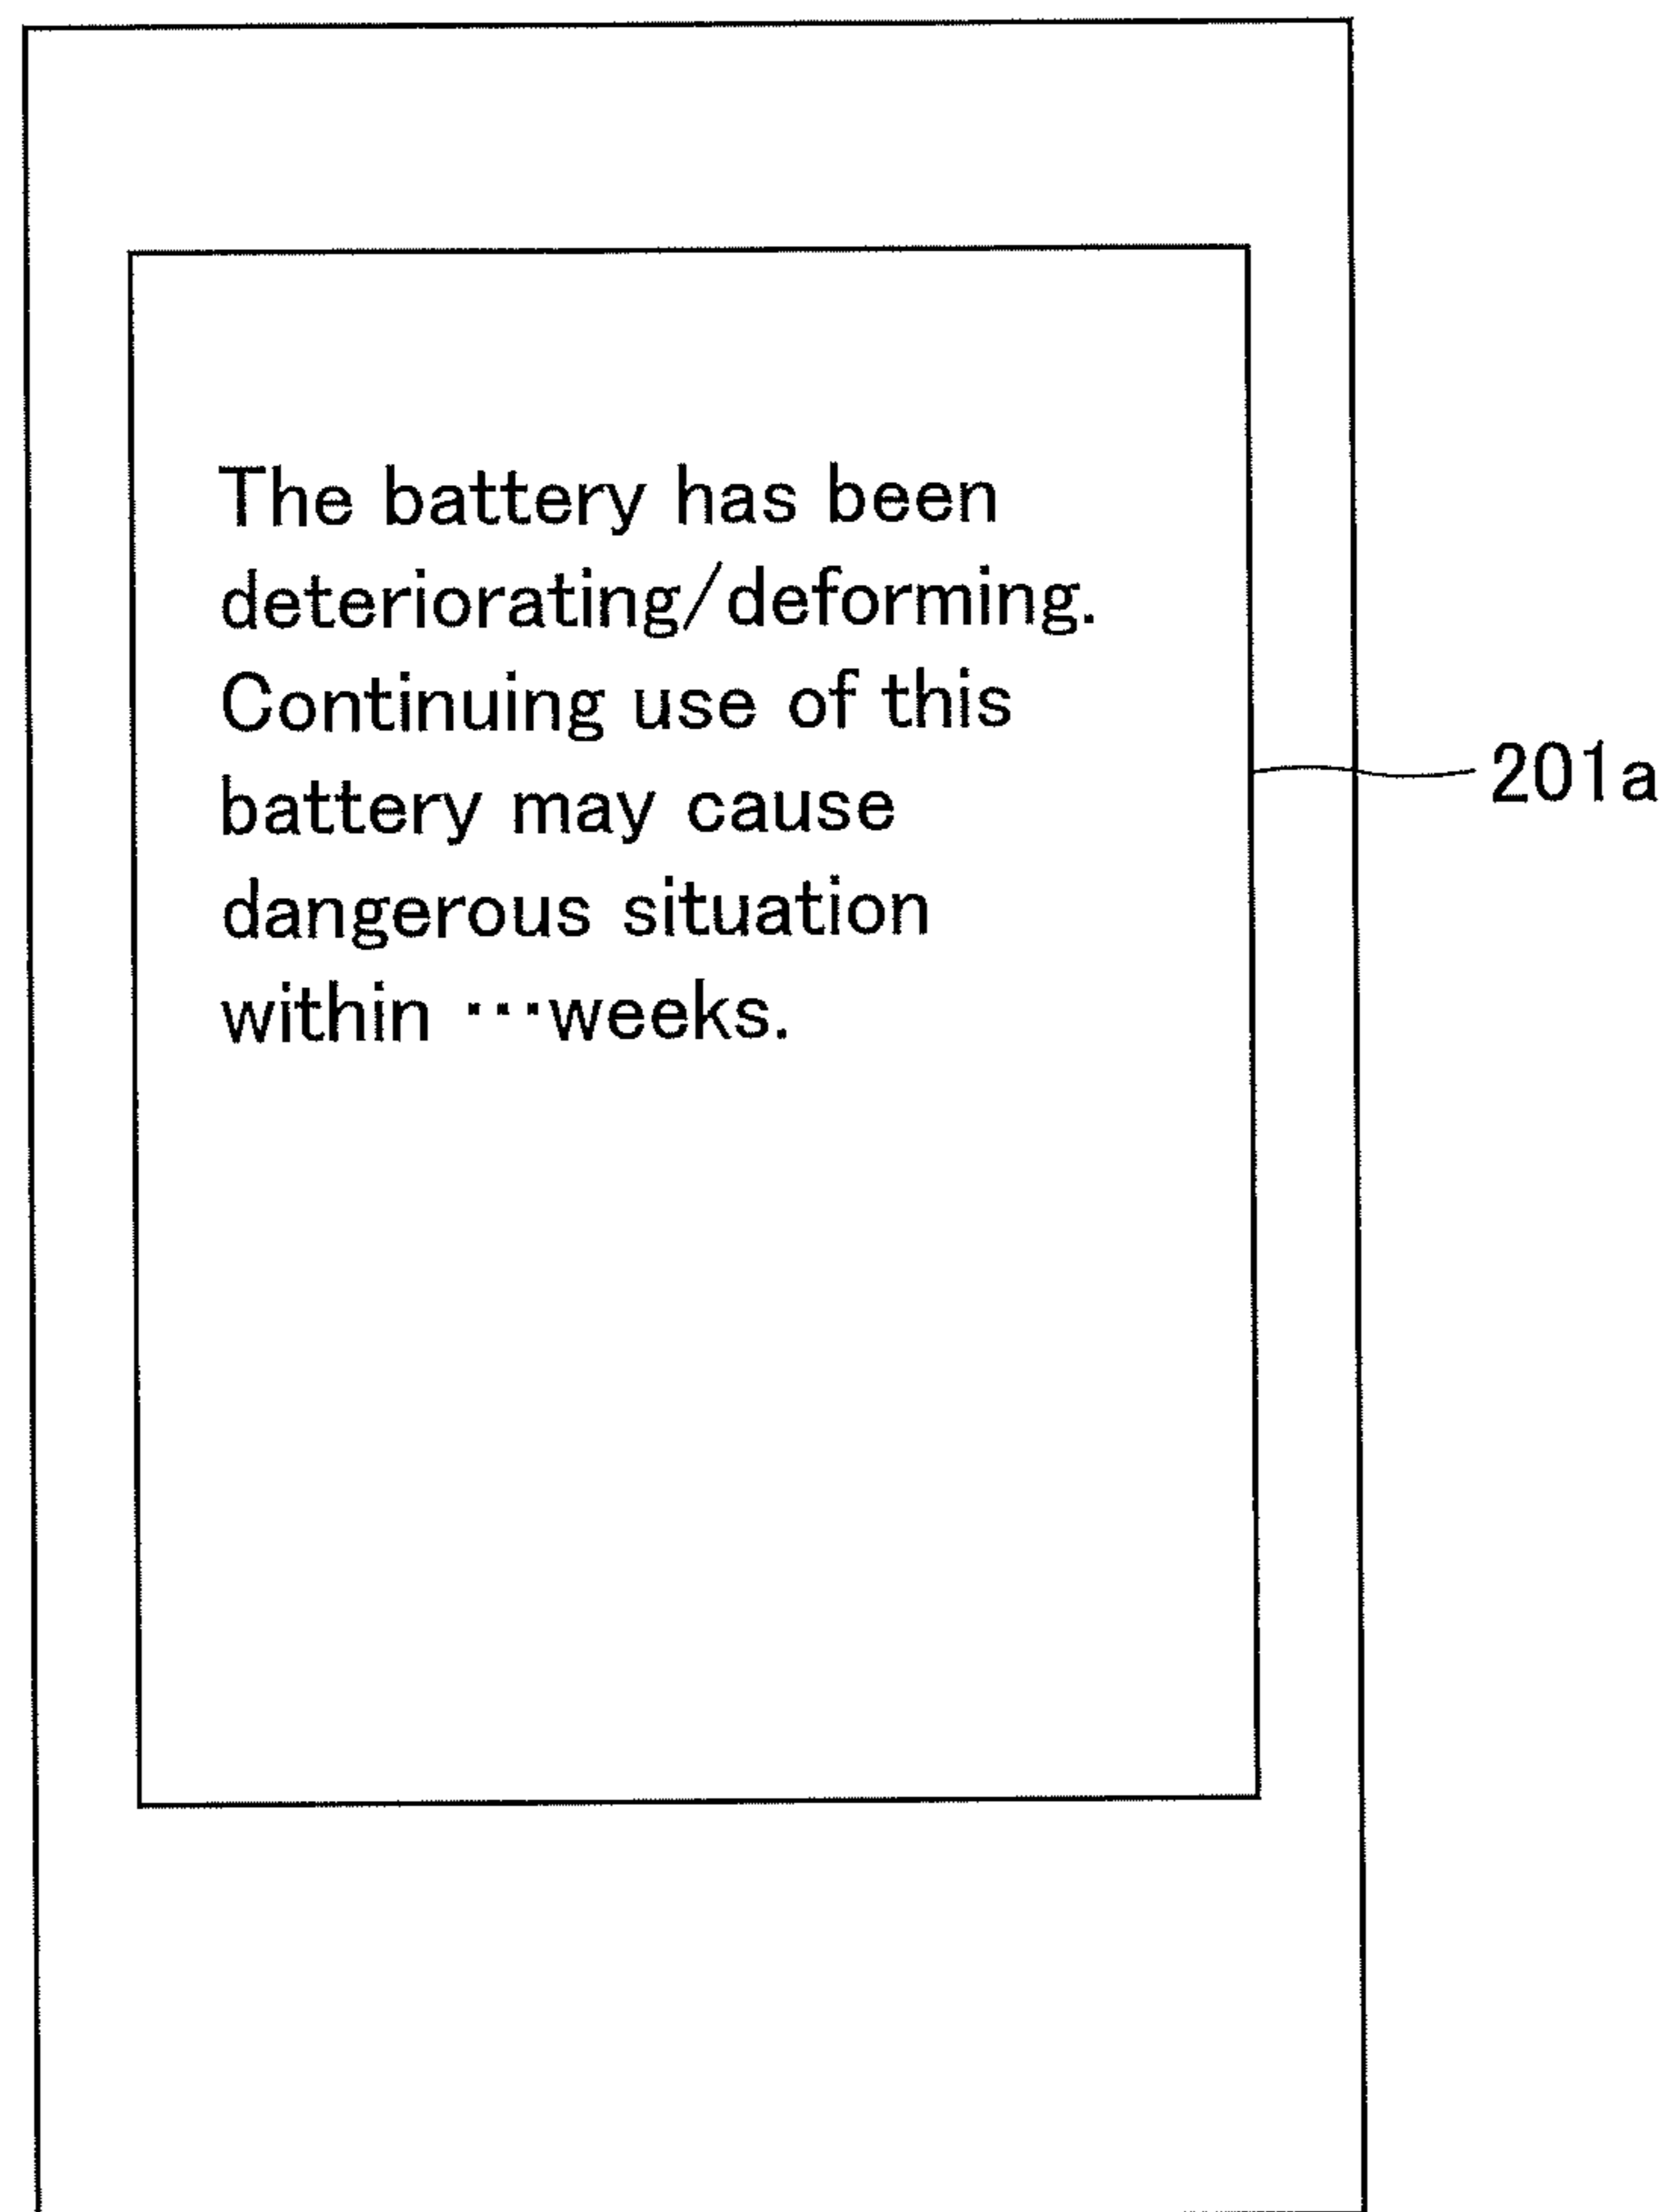 The battery has been
deteriorating/deforming.
Continuing use of this
battery may cause
dangerous situation
within ···weeks.
201a